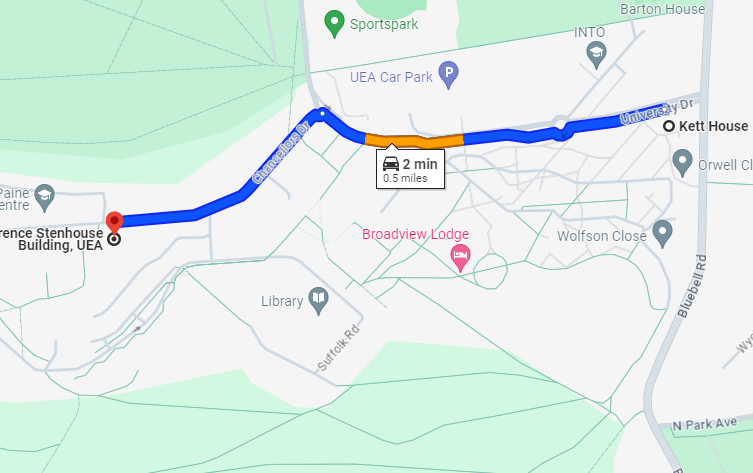 Barton House
Sportspark
INTO
UEA Car Park
P
University Dr
Kett House
Chancellors Dr
2 min
0.5 miles
Orwell Cl
Paine
entre
rence Stenhouse
Building, UEA
Broadview Lodge
Wolfson Close
Bluebell Rd
Library
Suffolk Rd
N Park Ave